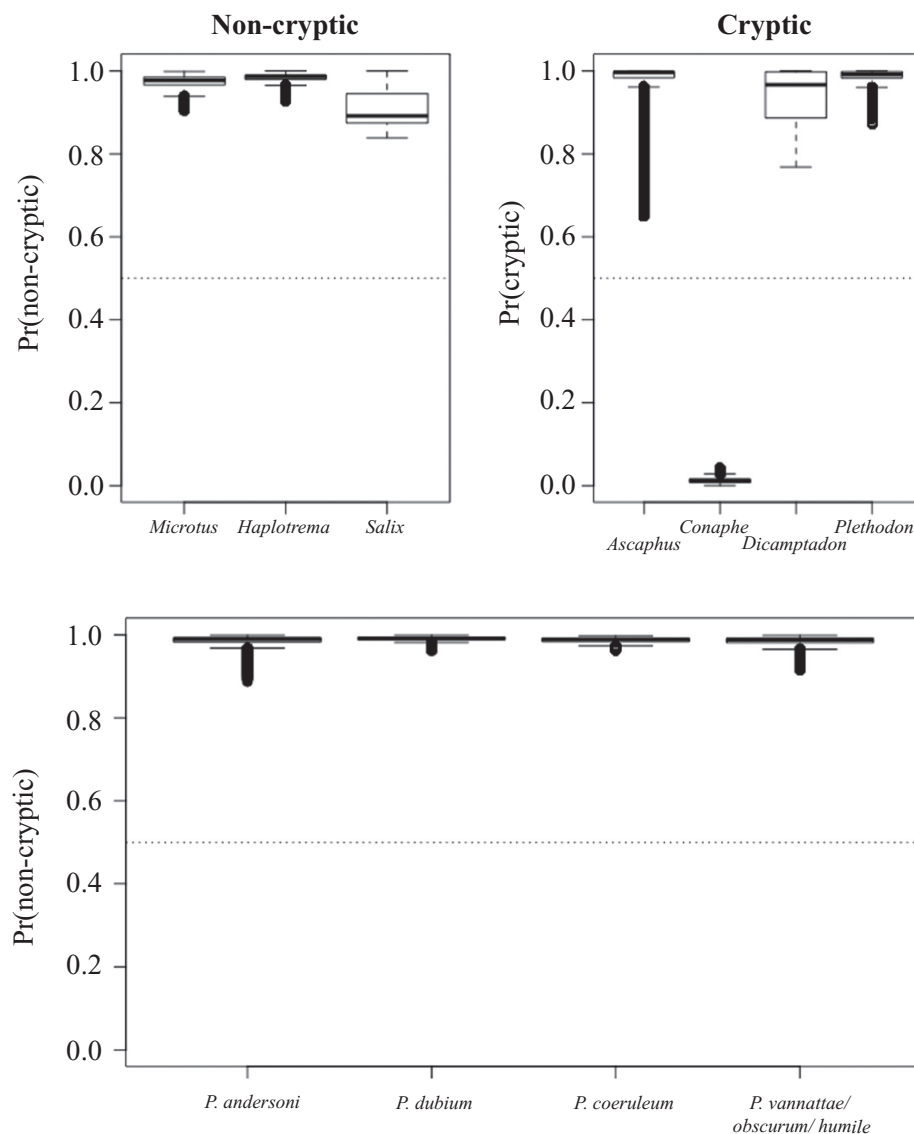 Non-cryptic
Pr(non-cryptic)
1.0
0.8
0.6
0.4
0.2
0.0
Microtus Haplotrema Salix
Cryptic
Pr(cryptic)
1.0
0.8
0.6
0.4
0.2
0.0
Ascaphus Conaphe Dicamptadon Plethodon
Pr(non-cryptic)
1.0
0.8
0.6
0.4
0.2
0.0
P. andersoni P. dubium P. coeruleum P. vannattae/
obscurum/ humile